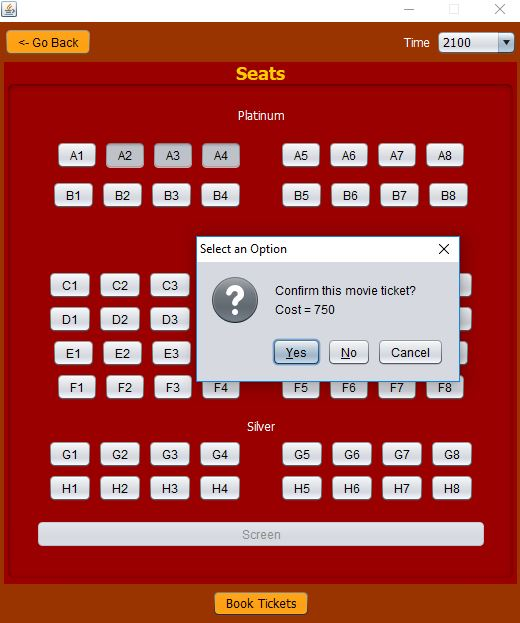 <- Go Back
Time 2100
Seats
Platinum
A1 A2 A3 A4 A5 A6 A7 A8
B1 B2 B3 B4 B5 B6 B7 B8
Select an Option
Confirm this movie ticket?
Cost = 750
Yes No Cancel
C1 C2 C3
D1 D2 D3
E1 E2 E3
F1 F2 F3 F4 F5 F6 F7 F8
Silver
G1 G2 G3 G4 G5 G6 G7 G8
H1 H2 H3 H4 H5 H6 H7 H8
Screen
Book Tickets